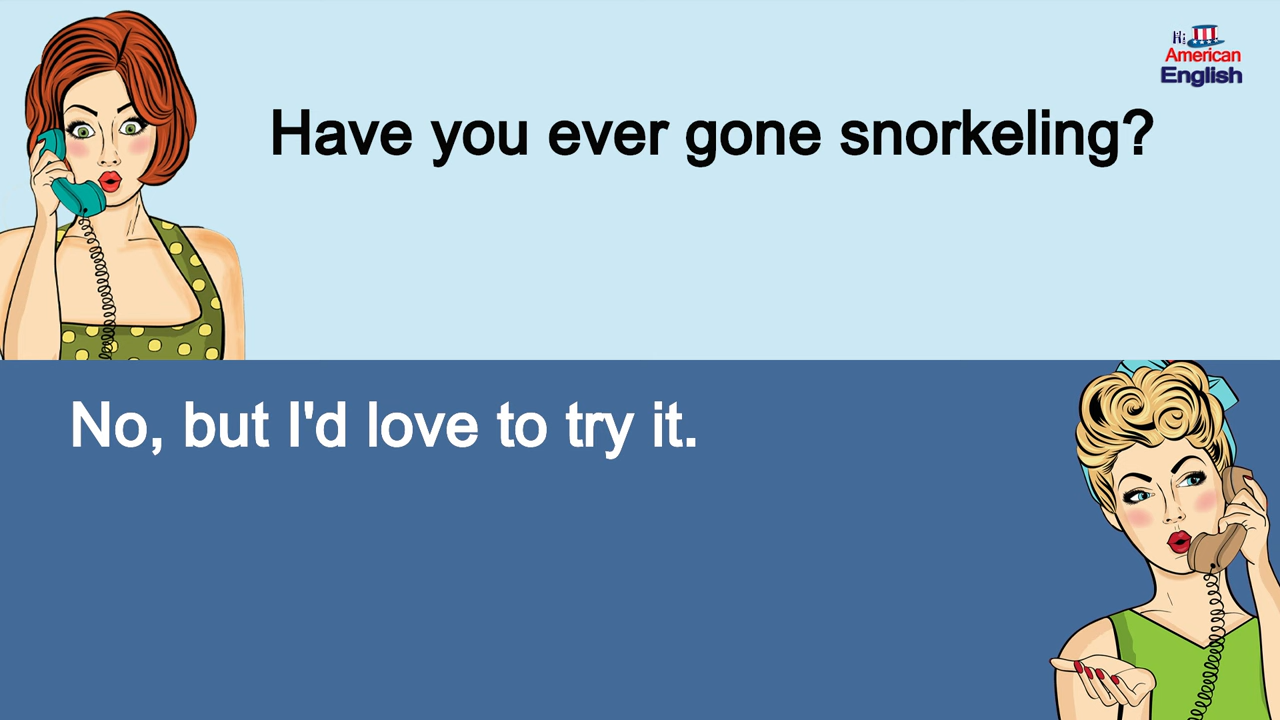 Hi
American
English
Have you ever gone snorkeling?
No, but I'd love to try it.